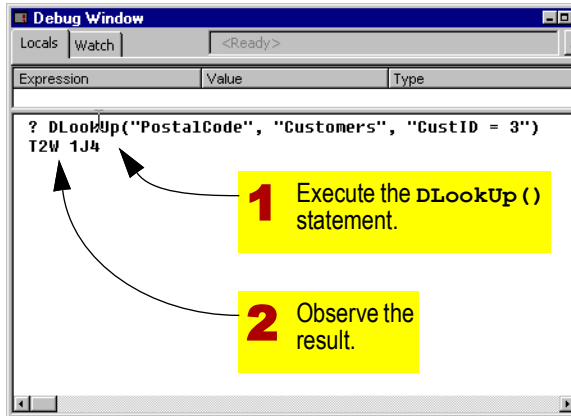 Debug Window
Locals Watch <Ready>
Expression Value Type
? DLookUp("PostalCode", "Customers", "CustID = 3")
T2W 1J4
1 Execute the DLookUp()
statement.
2 Observe the
result.